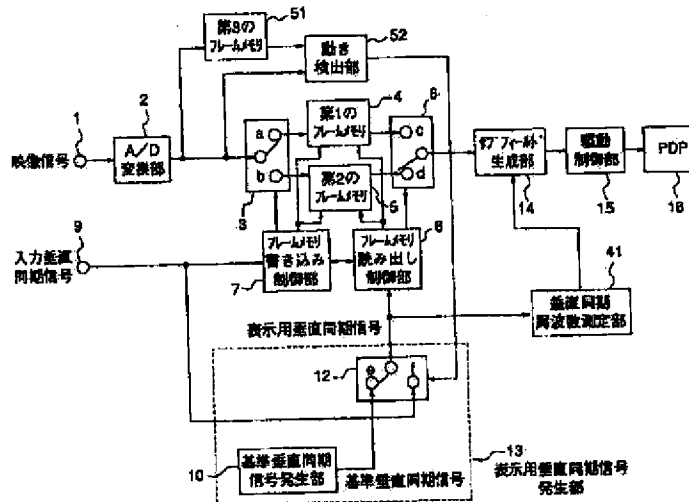 51
第3の
フレームメモリ
52
動き
検出部
4
6
1
2
第1の
フレームメモリ
a
c
映像信号
A/D
変換部
サブフィールド
生成部
駆動
制御部
PDP
b
第2の
フレームメモリ
d
3
5
14
15
16
9
8
入力垂直
同期信号
フレームメモリ
書き込み
制御部
フレームメモリ
読み出し
制御部
41
7
垂直同期
周波数測定部
表示用垂直同期信号
12
e
f
10
基準垂直同期
信号発生部
基準垂直同期信号
13
表示用垂直同期信号
発生部